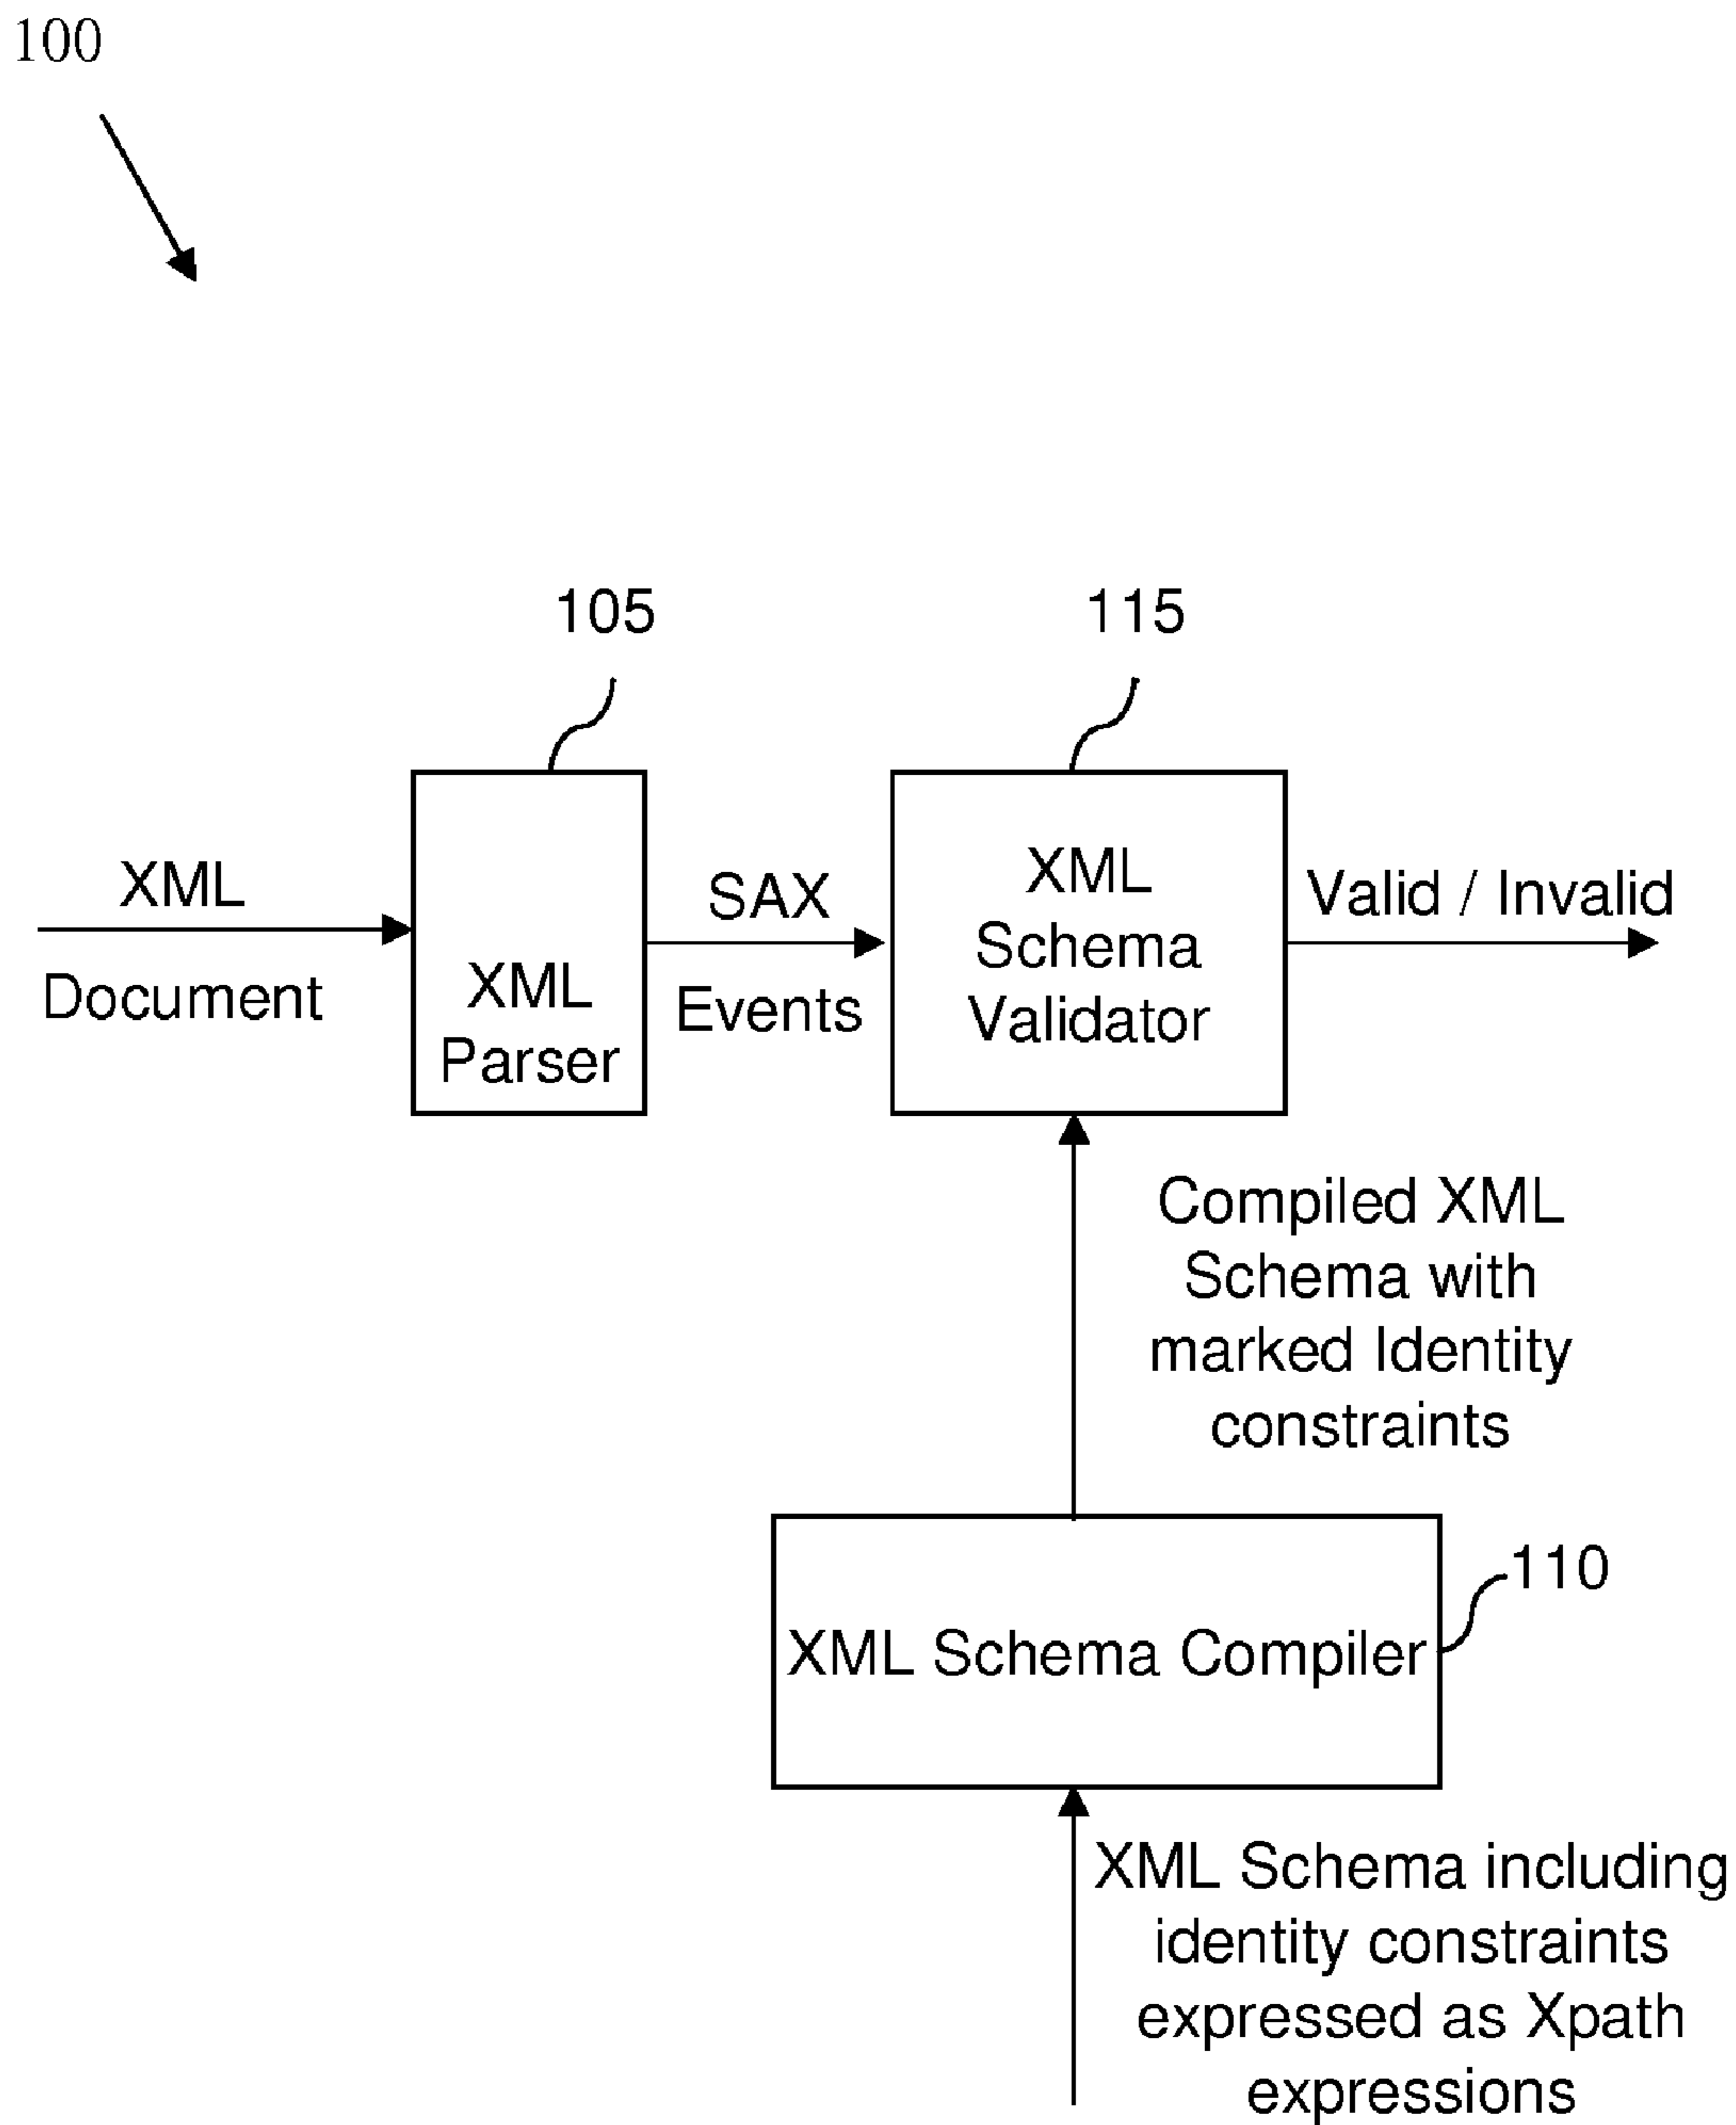 100
105
115
XML
Document
XML
Parser
SAX
Events
XML
Schema
Validator
Valid / Invalid
Compiled XML
Schema with
marked Identity
constraints
110
XML Schema Compiler
XML Schema including
identity constraints
expressed as Xpath
expressions